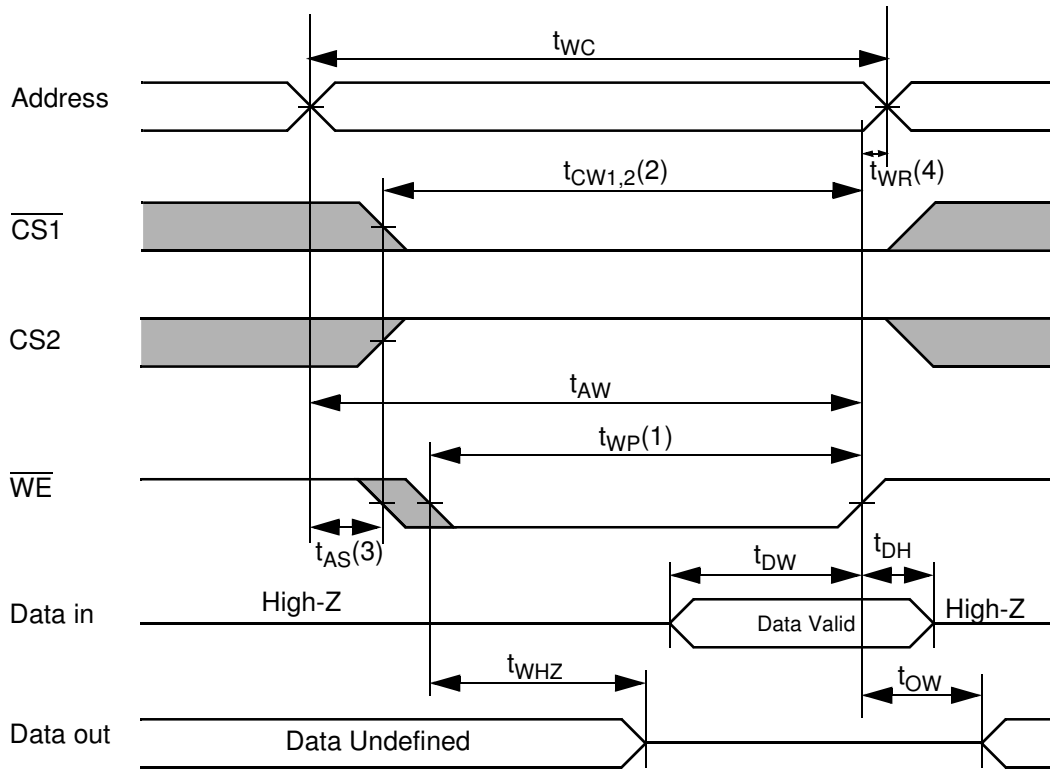 tWC
Address
tCW1,2(2)
tWR(4)
CS1
CS2
tAW
tWP(1)
WE
tAS(3)
tDW
tDH
Data in
High-Z
Data Valid
High-Z
tWHZ
tOW
Data out
Data Undefined